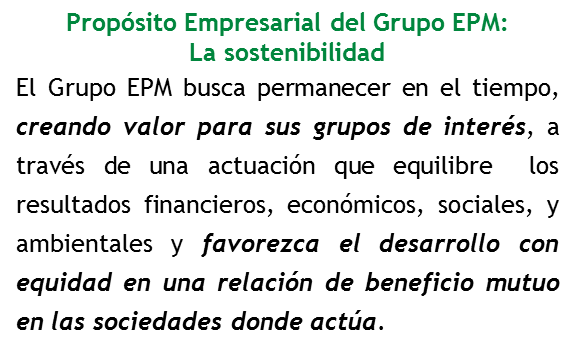 Propósito Empresarial del Grupo EPM:
La sostenibilidad
El Grupo EPM busca permanecer en el tiempo,
creando valor para sus grupos de interés, a
través de una actuación que equilibre los
resultados financieros, económicos, sociales, y
ambientales y favorezca el desarrollo con
equidad en una relación de beneficio mutuo
en las sociedades donde actúa.